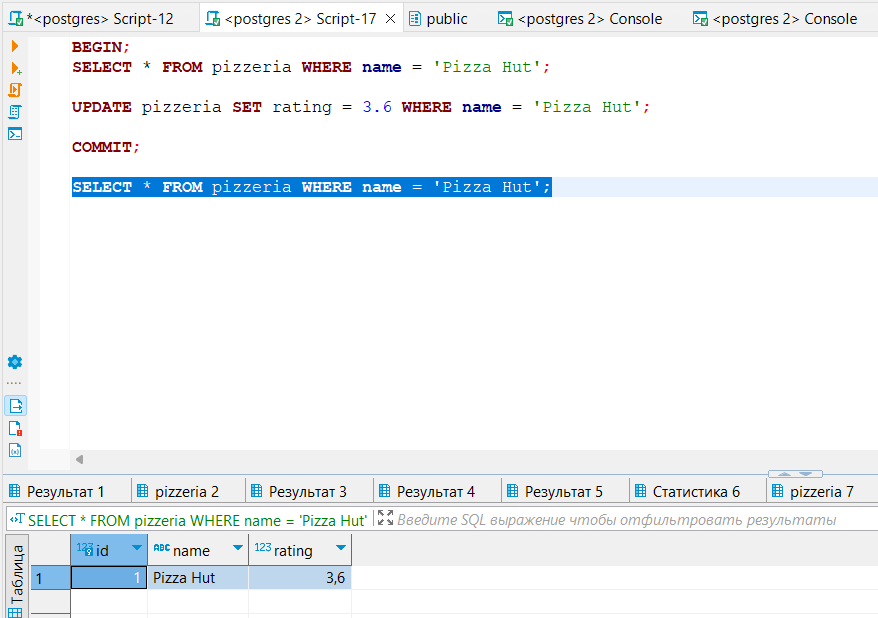 *<postgres> Script-12 <postgres 2> Script-17 public <postgres 2> Console <postgres 2> Console
BEGIN;
SELECT * FROM pizzeria WHERE name = 'Pizza Hut';
UPDATE pizzeria SET rating = 3.6 WHERE name = 'Pizza Hut';
COMMIT;
SELECT * FROM pizzeria WHERE name = 'Pizza Hut';
Результат 1 pizzeria 2 Результат 3 Результат 4 Результат 5 Статистика 6 pizzeria 7
SELECT * FROM pizzeria WHERE name = 'Pizza Hut' Введите SQL выражение чтобы отфильтровать результаты
Таблица
123 id ABC name 123 rating
1 1 Pizza Hut 3,6